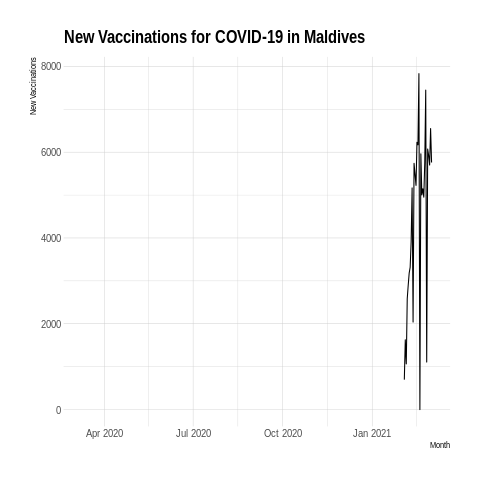 New Vaccinations for COVID-19 in Maldives
New Vaccinations
8000
6000
4000
2000
0
Apr 2020 Jul 2020 Oct 2020 Jan 2021
Month